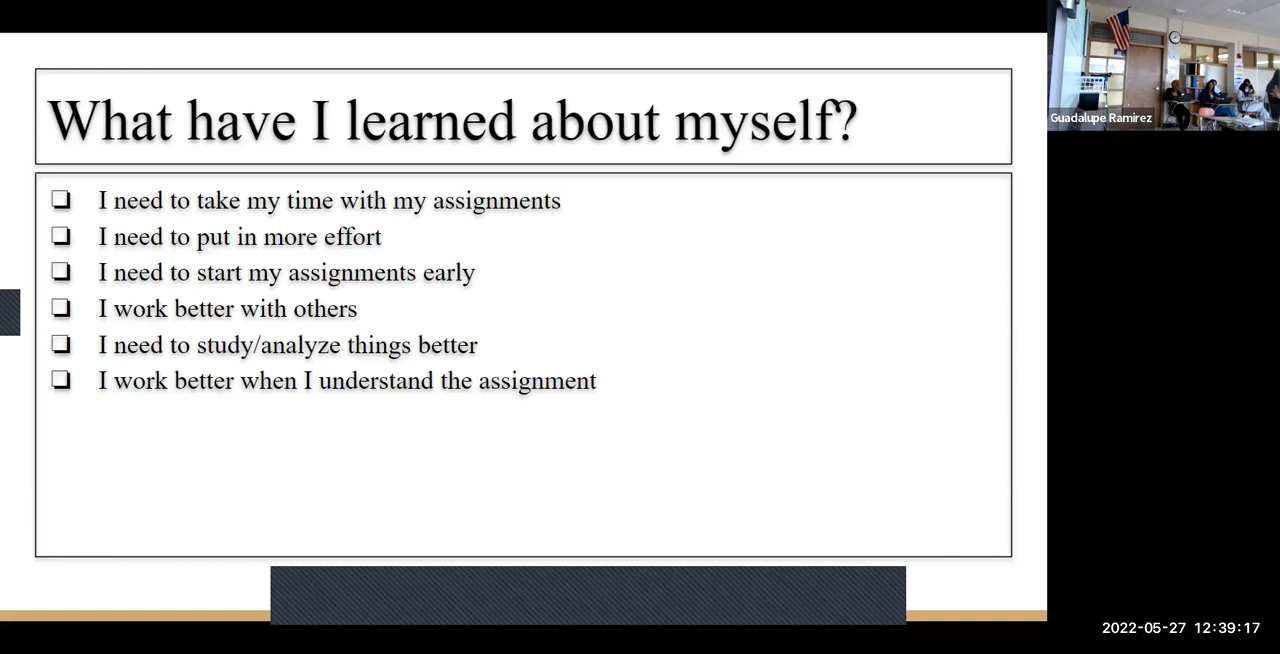 What have I learned about myself?
❑ I need to take my time with my assignments
❑ I need to put in more effort
❑ I need to start my assignments early
❑ I work better with others
❑ I need to study/analyze things better
❑ I work better when I understand the assignment
Guadalupe Ramirez
2022-05-27 12:39:17